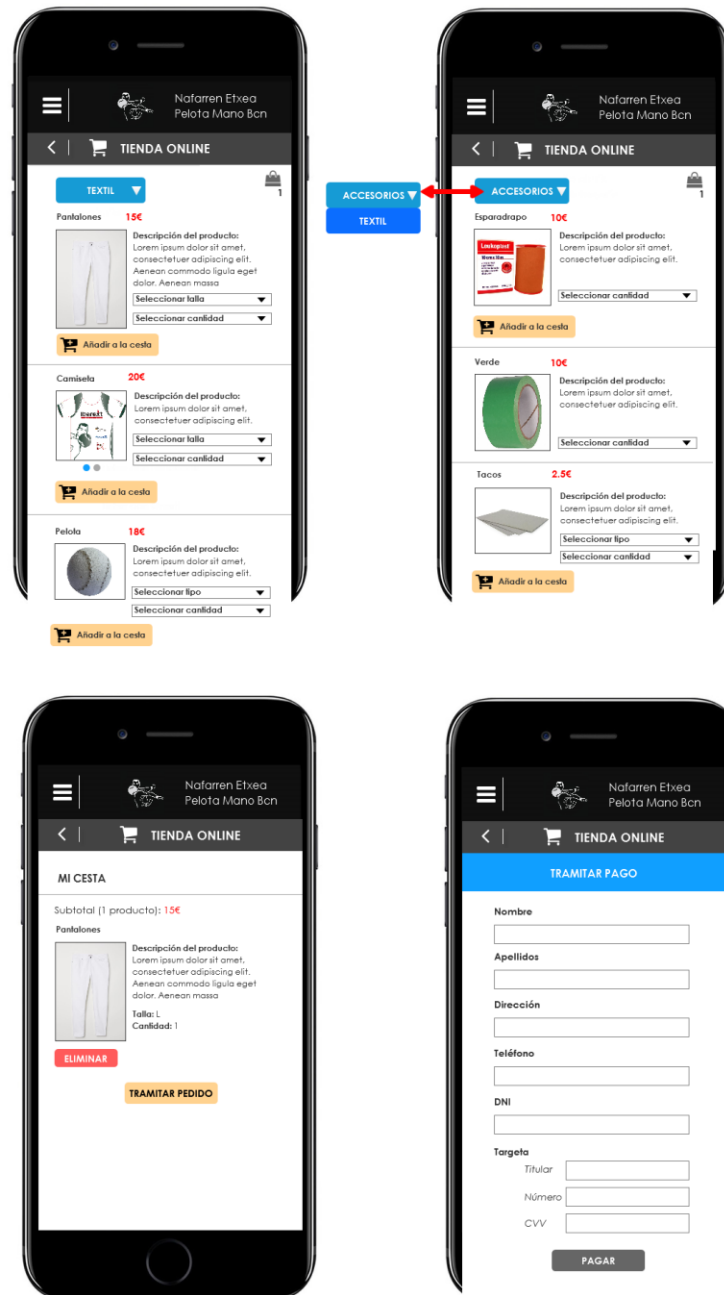 Nafarren Etxea
Pelota Mano Bcn
TIENDA ONLINE
TEXTIL
1
Pantalones 15€
Descripción del producto:
Lorem ipsum dolor sit amet,
consectetuer adipiscing elit.
Aenean commodo ligula eget
dolor. Aenean massa
Seleccionar talla
Seleccionar cantidad
Añadir a la cesta
Camiseta 20€
Descripción del producto:
Lorem ipsum dolor sit amet,
consectetuer adipiscing elit.
Seleccionar talla
Seleccionar cantidad
Añadir a la cesta
Pelota 18€
Descripción del producto:
Lorem ipsum dolor sit amet,
consectetuer adipiscing elit.
Seleccionar tipo
Seleccionar cantidad
Añadir a la cesta
ACCESORIOS
TEXTIL
Nafarren Etxea
Pelota Mano Bcn
TIENDA ONLINE
ACCESORIOS
1
Esparadrapo 10€
Leukoplast
Descripción del producto:
Lorem ipsum dolor sit amet,
consectetuer adipiscing elit.
Seleccionar cantidad
Añadir a la cesta
Verde 10€
Descripción del producto:
Lorem ipsum dolor sit amet,
consectetuer adipiscing elit.
Seleccionar cantidad
Tacos 2.5€
Descripción del producto:
Lorem ipsum dolor sit amet,
consectetuer adipiscing elit.
Seleccionar tipo
Seleccionar cantidad
Añadir a la cesta
Nafarren Etxea
Pelota Mano Bcn
TIENDA ONLINE
MI CESTA
Subtotal (1 producto): 15€
Pantalones
Descripción del producto:
Lorem ipsum dolor sit amet,
consectetuer adipiscing elit.
Aenean commodo ligula eget
dolor. Aenean massa
Talla: L
Cantidad: 1
ELIMINAR
TRAMITAR PEDIDO
Nafarren Etxea
Pelota Mano Bcn
TIENDA ONLINE
TRAMITAR PAGO
Nombre
Apellidos
Dirección
Teléfono
DNI
Targeta
Titular
Número
CVV
PAGAR